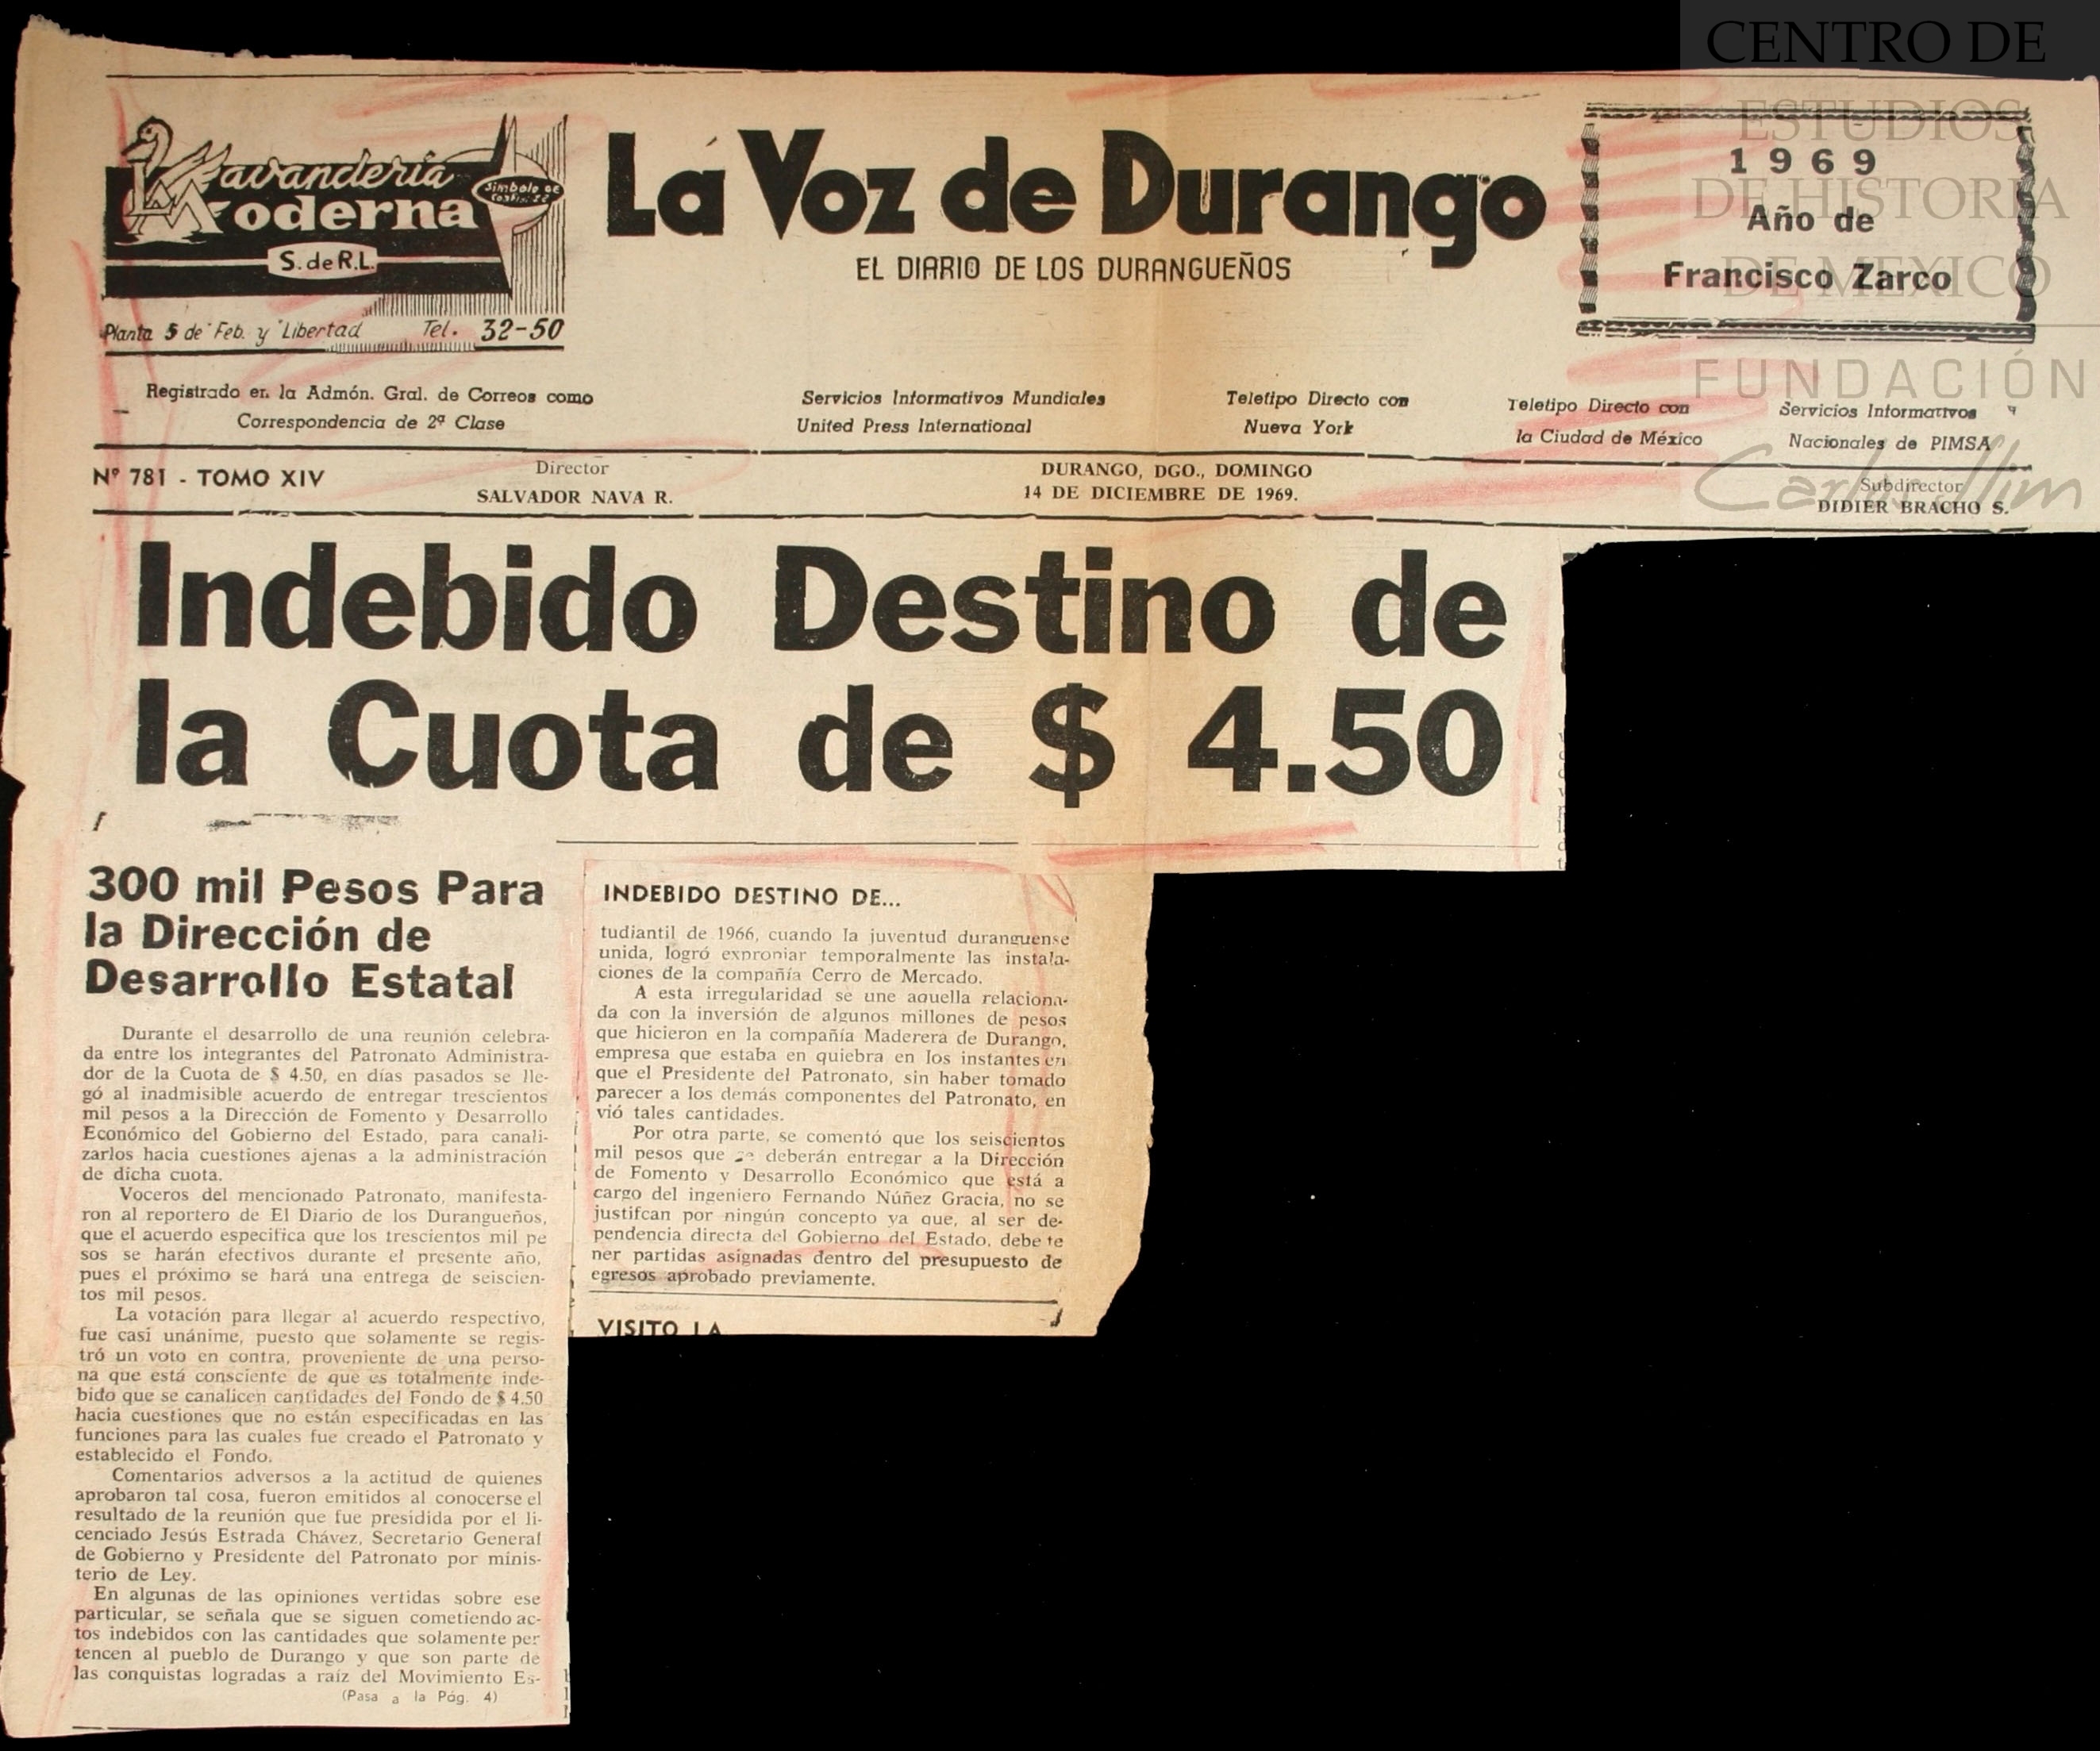 CENTRO DE
ESTUDIOS
DE HISTORIA
DE MÉXICO
FUNDACIÓN
Carlos Slim
Lavandería
Moderna
Símbolo de
S. de R.L.
Planta 5 de Feb. y Libertad Tel. 32-50
La Voz de Durango
EL DIARIO DE LOS DURANGUEÑOS
1969
Año de
Francisco Zarco
Registrado en la Admón. Gral. de Correos como
Correspondencia de 2ª Clase
Servicios Informativos Mundiales
United Press International
Teletipo Directo con
Nueva York
Teletipo Directo con
la Ciudad de México
Servicios Informativos
Nacionales de PIMSA
Nº 781 - TOMO XIV
Director
SALVADOR NAVA R.
DURANGO, DGO., DOMINGO
14 DE DICIEMBRE DE 1969.
Subdirector
DIDIER BRACHO S.
Indebido Destino de
la Cuota de $ 4.50
300 mil Pesos Para
la Dirección de
Desarrollo Estatal
Durante el desarrollo de una reunión celebra-
da entre los integrantes del Patronato Administra-
dor de la Cuota de $ 4.50, en días pasados se lle-
gó al inadmisible acuerdo de entregar trescientos
mil pesos a la Dirección de Fomento y Desarrollo
Económico del Gobierno del Estado, para canali-
zarlos hacia cuestiones ajenas a la administración
de dicha cuota.
Voceros del mencionado Patronato, manifesta-
ron al reportero de El Diario de los Durangueños,
que el acuerdo especifica que los trescientos mil pe
sos se harán efectivos durante el presente año,
pues el próximo se hará una entrega de seiscien-
tos mil pesos.
La votación para llegar al acuerdo respectivo,
fue casi unánime, puesto que solamente se regis-
tró un voto en contra, proveniente de una perso-
na que está consciente de que es totalmente inde-
bido que se canalicen cantidades del Fondo de $ 4.50
hacia cuestiones que no están especificadas en las
funciones para las cuales fue creado el Patronato y
establecido el Fondo.
Comentarios adversos a la actitud de quienes
aprobaron tal cosa, fueron emitidos al conocerse el
resultado de la reunión que fue presidida por el li-
cenciado Jesús Estrada Chávez, Secretario General
de Gobierno y Presidente del Patronato por minis-
terio de Ley.
En algunas de las opiniones vertidas sobre ese
particular, se señala que se siguen cometiendo ac-
tos indebidos con las cantidades que solamente per
tencen al pueblo de Durango y que son parte de
las conquistas logradas a raíz del Movimiento Es-
(Pasa a la Pág. 4)
INDEBIDO DESTINO DE...
tudiantil de 1966, cuando la juventud duranguense
unida, logró expropiar temporalmente las instala-
ciones de la compañía Cerro de Mercado.
A esta irregularidad se une aquella relaciona-
da con la inversión de algunos millones de pesos
que hicieron en la compañía Maderera de Durango,
empresa que estaba en quiebra en los instantes en
que el Presidente del Patronato, sin haber tomado
parecer a los demás componentes del Patronato, en
vió tales cantidades.
Por otra parte, se comentó que los seiscientos
mil pesos que se deberán entregar a la Dirección
de Fomento y Desarrollo Económico que está a
cargo del ingeniero Fernando Núñez Gracia, no se
justifcan por ningún concepto ya que, al ser de-
pendencia directa del Gobierno del Estado, debe te
ner partidas asignadas dentro del presupuesto de
egresos aprobado previamente.
VISITO LA